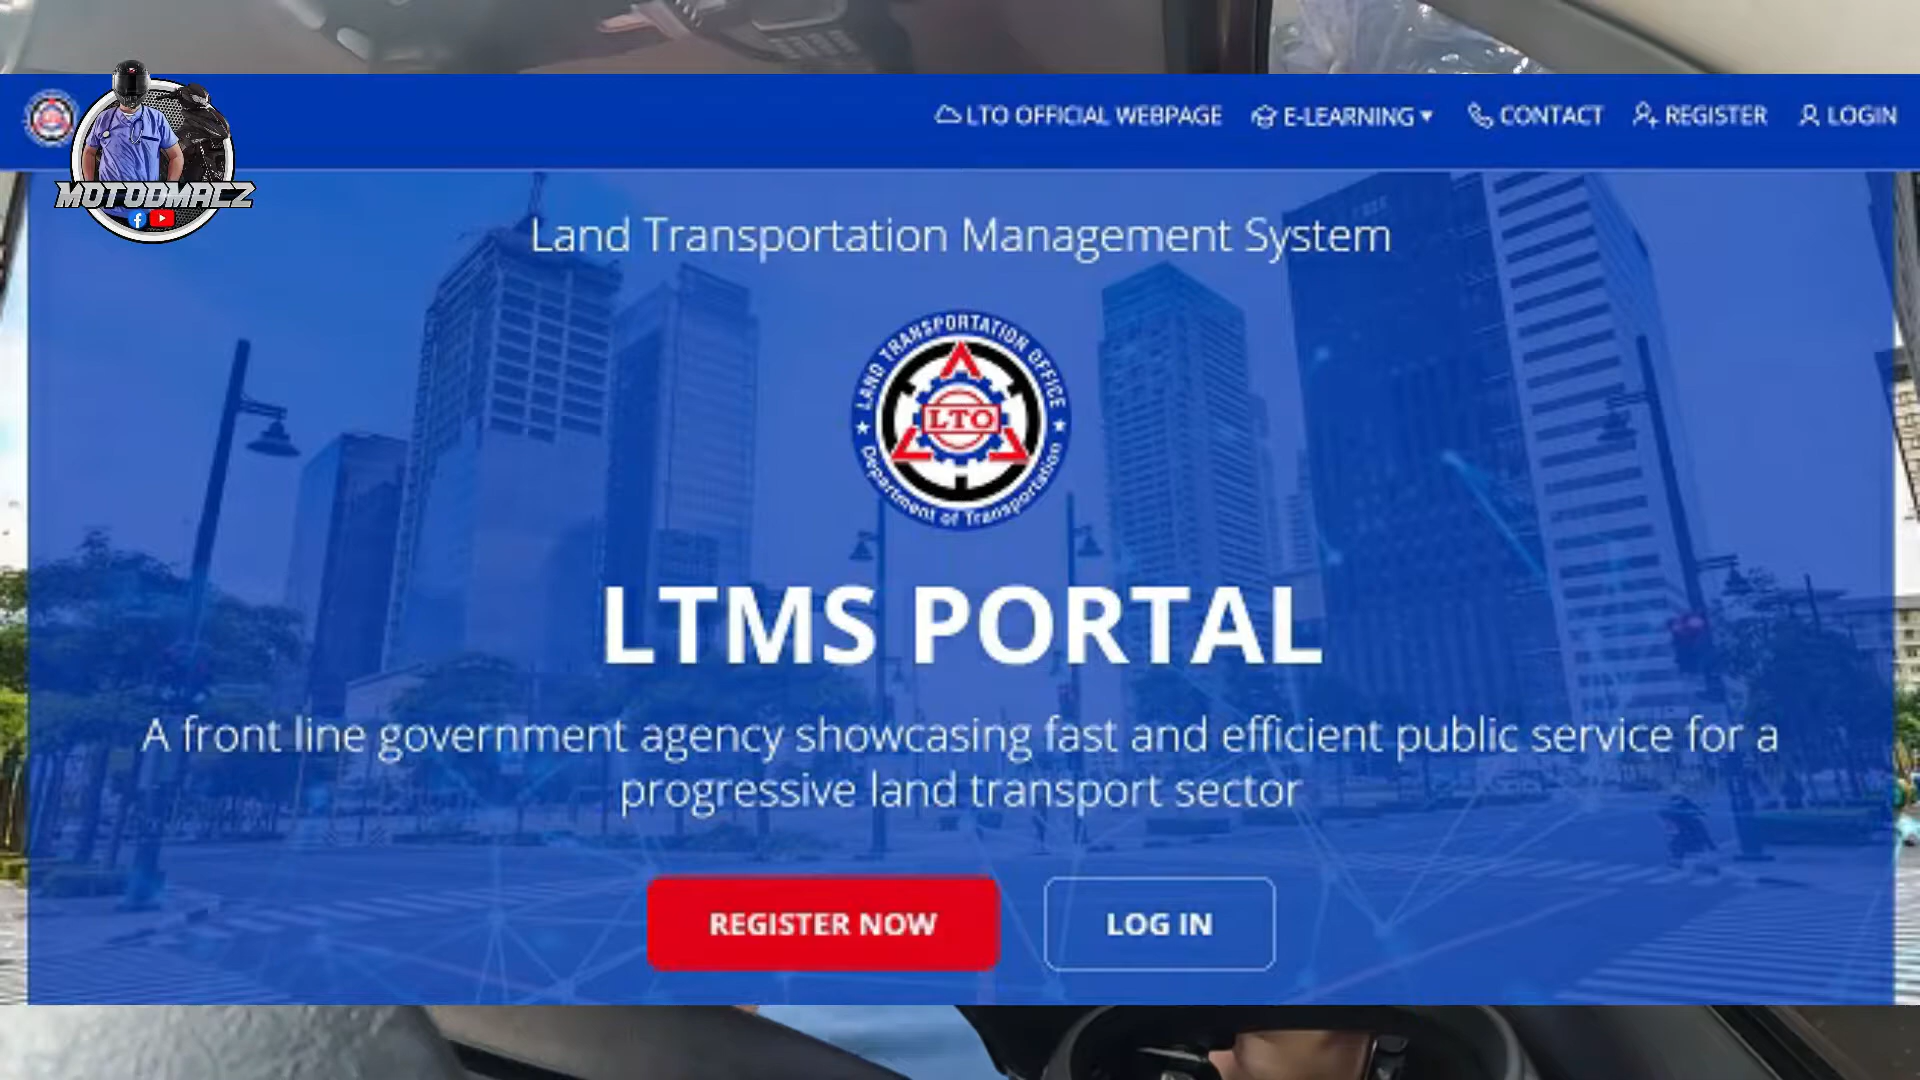 LTO OFFICIAL WEBPAGE E-LEARNING CONTACT REGISTER LOGIN
MOTODMACZ
Land Transportation Management System
LAND TRANSPORTATION OFFICE
LTO
Department of Transportation
LTMS PORTAL
A front line government agency showcasing fast and efficient public service for a
progressive land transport sector
REGISTER NOW LOG IN